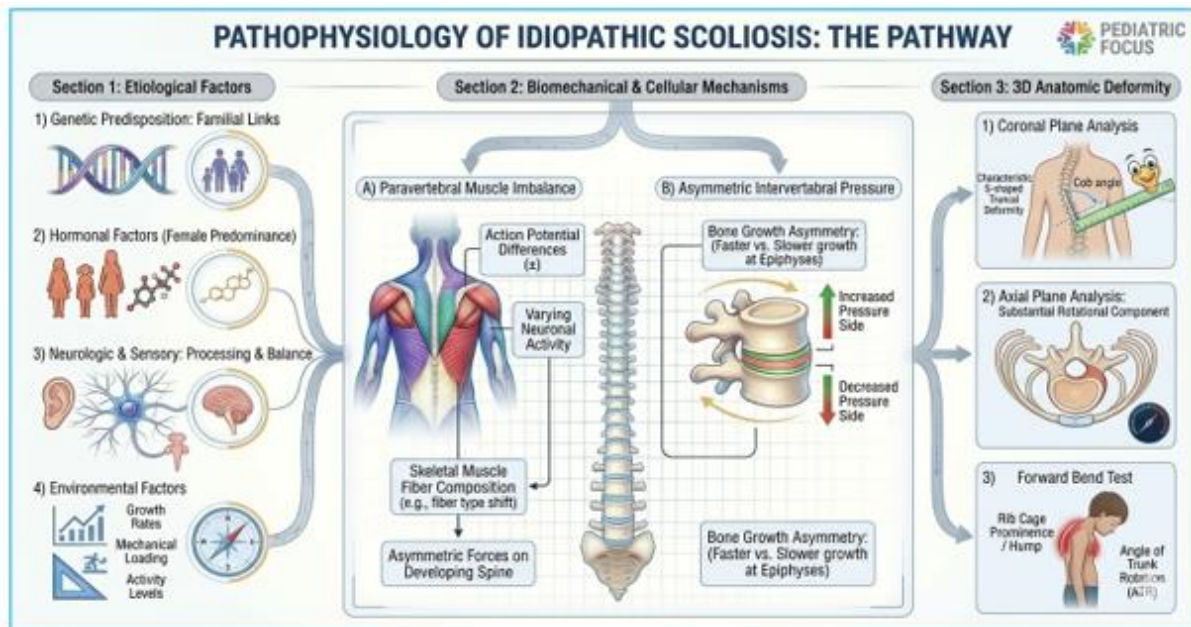 PATHOPHYSIOLOGY OF IDIOPATHIC SCOLIOSIS: THE PATHWAY
PEDIATRIC
FOCUS
Section 1: Etiological Factors
1) Genetic Predisposition: Familial Links
2) Hormonal Factors (Female Predominance)
3) Neurologic & Sensory: Processing & Balance
4) Environmental Factors
Growth
Rates
Mechanical
Loading
Activity
Levels
Section 2: Biomechanical & Cellular Mechanisms
A) Paravertebral Muscle Imbalance
Action Potential
Differences
(±)
Varying
Neuronal
Activity
Skeletal Muscle
Fiber Composition
(e.g., fiber type shift)
Asymmetric Forces on
Developing Spine
B) Asymmetric Intervertabral Pressure
Bone Growth Asymmetry:
(Faster vs. Slower growth
at Epiphyses)
Increased
Pressure
Side
Decreased
Pressure
Side
Bone Growth Asymmetry:
(Faster vs. Slower growth
at Epiphyses)
Section 3: 3D Anatomic Deformity
1) Coronal Plane Analysis
Characteristic
S-shaped
Truncal
Deformity
Cob angle
2) Axial Plane Analysis:
Substantial Rotational Component
3) Forward Bend Test
Rib Cage
Prominence
/ Hump
Angle of
Trunk